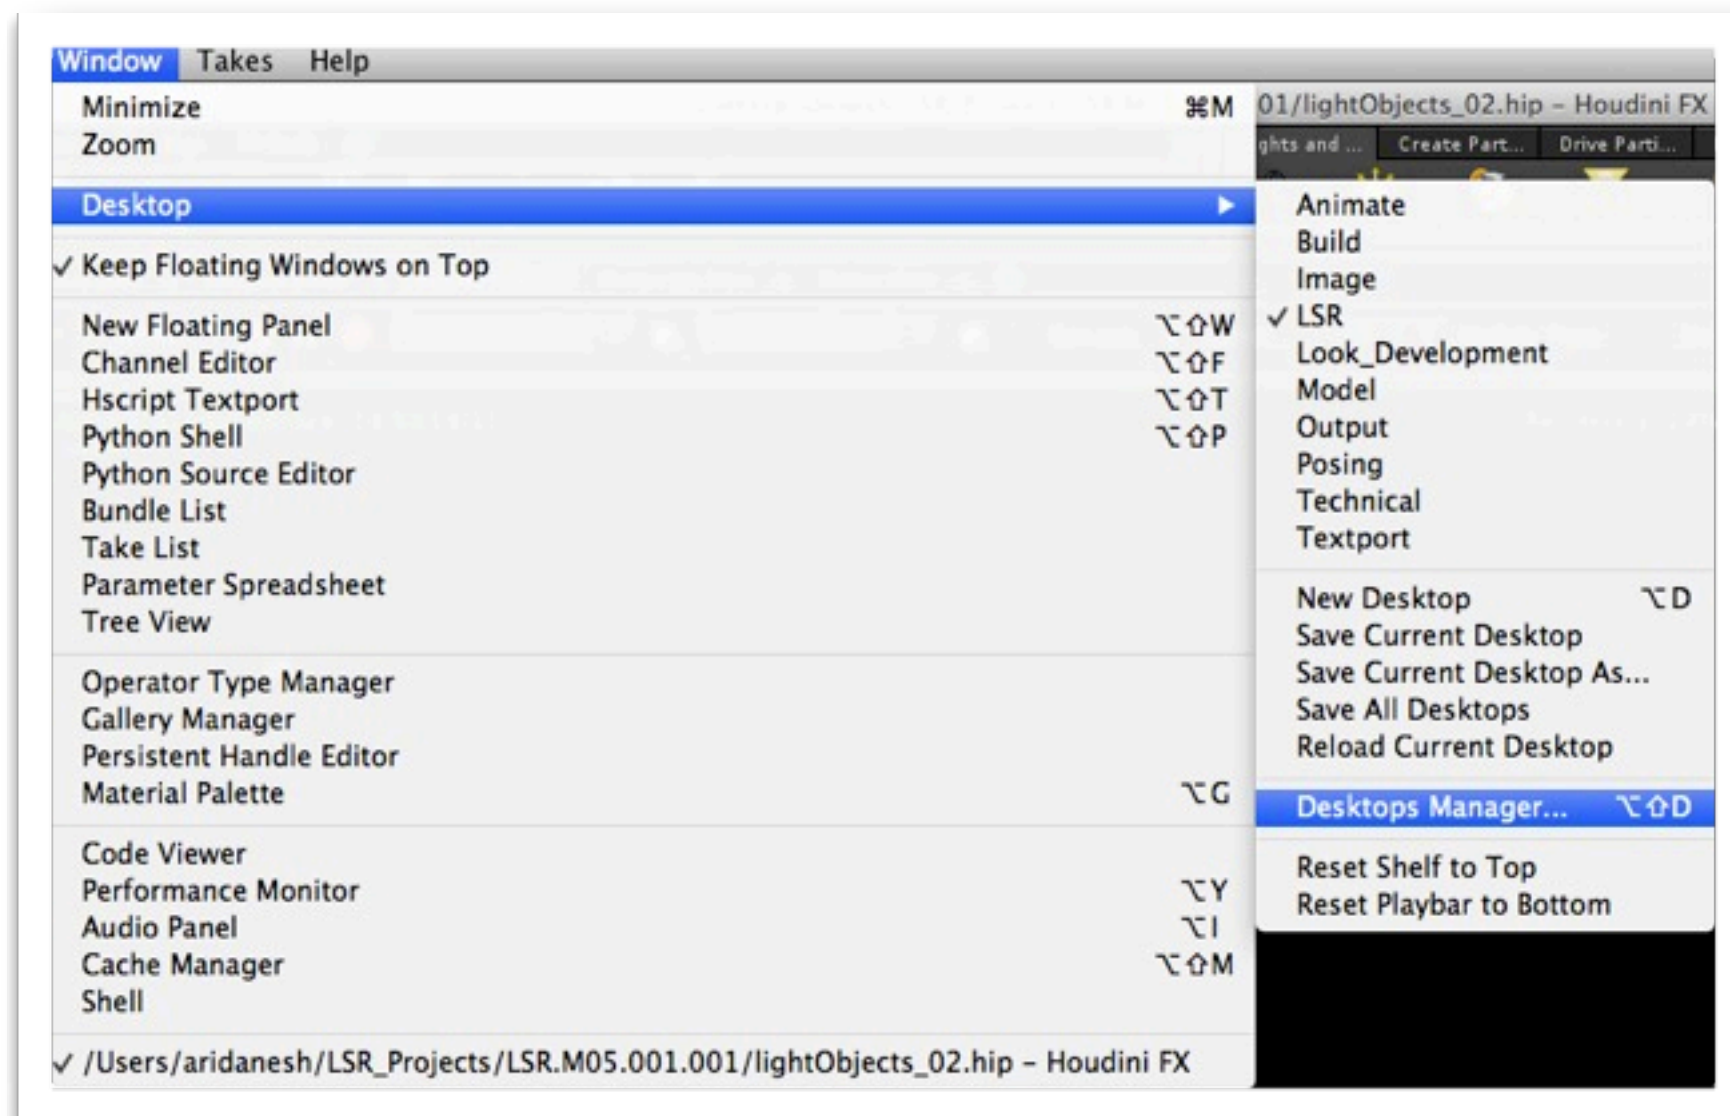 Window Takes Help
Minimize ⌘M
Zoom
Desktop ▶
✓ Keep Floating Windows on Top
New Floating Panel ⌥⇧W
Channel Editor ⌥⇧F
Hscript Textport ⌥⇧T
Python Shell ⌥⇧P
Python Source Editor
Bundle List
Take List
Parameter Spreadsheet
Tree View
Operator Type Manager
Gallery Manager
Persistent Handle Editor
Material Palette ⌥G
Code Viewer
Performance Monitor ⌥Y
Audio Panel ⌥I
Cache Manager ⌥⇧M
Shell
✓ /Users/aridanesh/LSR_Projects/LSR.M05.001.001/lightObjects_02.hip – Houdini FX
01/lightObjects_02.hip – Houdini FX
ghts and ... Create Part... Drive Parti...
Animate
Build
Image
✓ LSR
Look_Development
Model
Output
Posing
Technical
Textport
New Desktop ⌥D
Save Current Desktop
Save Current Desktop As...
Save All Desktops
Reload Current Desktop
Desktops Manager... ⌥⇧D
Reset Shelf to Top
Reset Playbar to Bottom